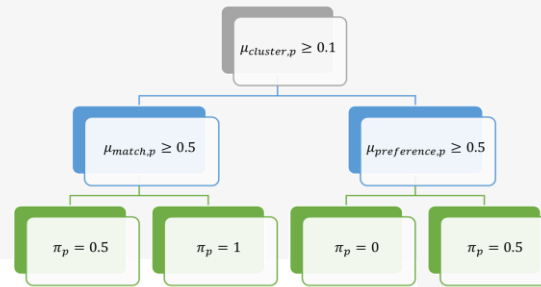 μ_{cluster,p} ≥ 0.1
μ_{match,p} ≥ 0.5
μ_{preference,p} ≥ 0.5
π_p = 0.5
π_p = 1
π_p = 0
π_p = 0.5